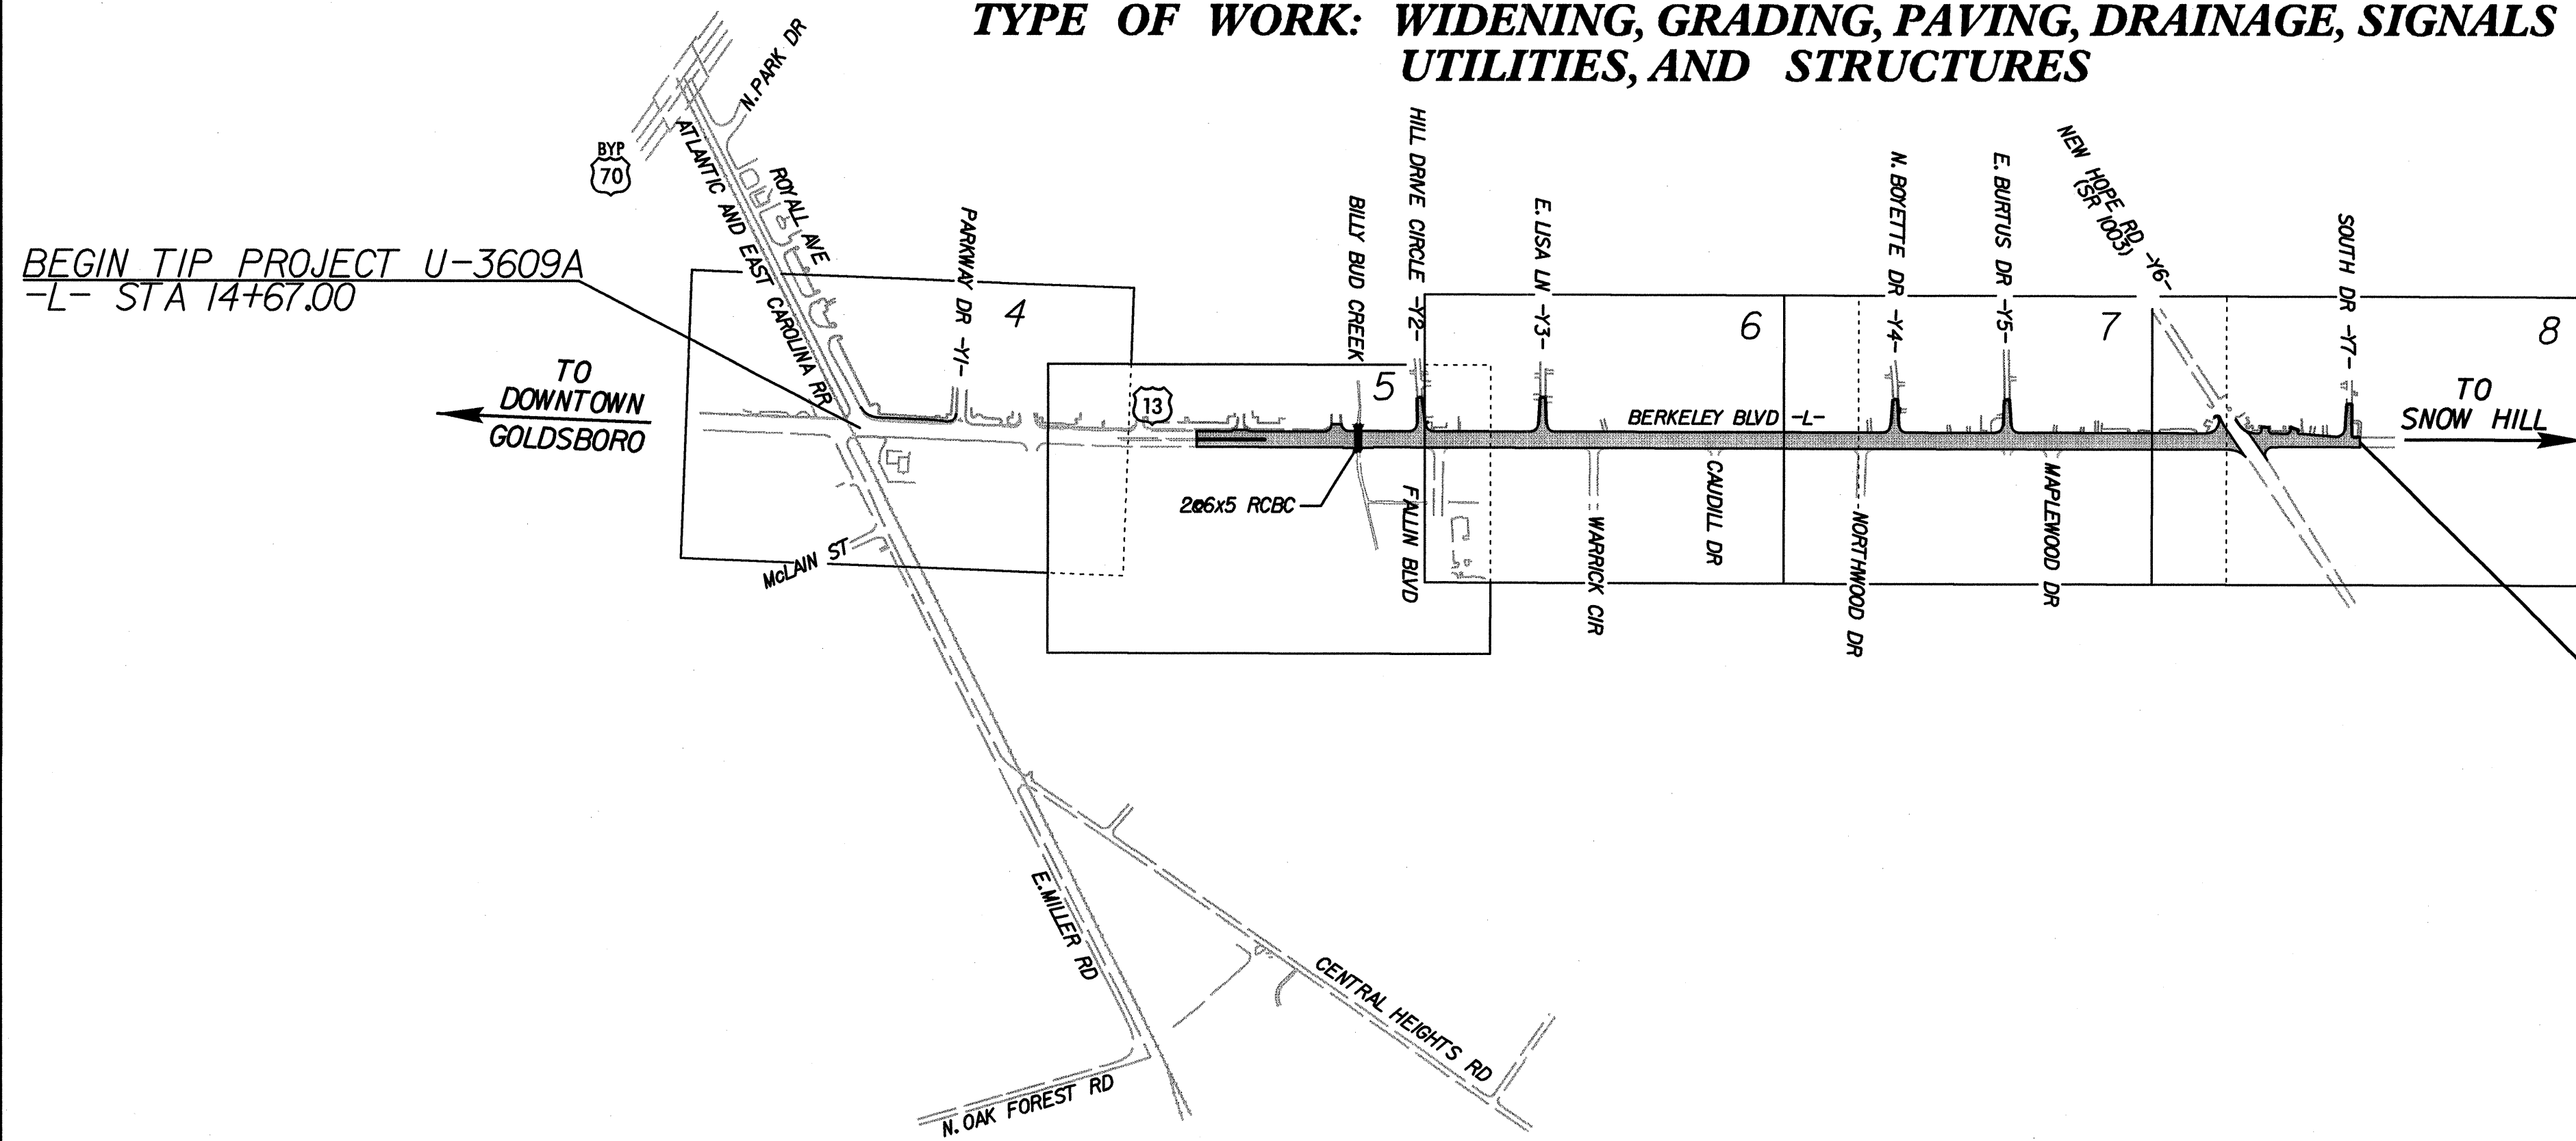 TYPE OF WORK: WIDENING, GRADING, PAVING, DRAINAGE, SIGNALS
UTILITIES, AND STRUCTURES
N. PARK DR
BYP
70
ATLANTIC AND EAST CAROLINA RR
ROYALL AVE
BEGIN TIP PROJECT U-3609A
-L- STA 14+67.00
PARKWAY DR -Y1-
4
BILLY BUD CREEK
HILL DRIVE CIRCLE -Y2-
E. LISA LN -Y3-
N. BOYETTE DR -Y4-
E. BURTUS DR -Y5-
NEW HOPE RD -Y6-
(SR 1003)
SOUTH DR -Y7-
6
7
8
TO
DOWNTOWN
GOLDSBORO
13
5
BERKELEY BLVD -L-
TO
SNOW HILL
2@6x5 RCBC
FALLIN BLVD
WARRICK CIR
CAUDILL DR
NORTHWOOD DR
MAPLEWOOD DR
McLAIN ST
E. MILLER RD
CENTRAL HEIGHTS RD
N. OAK FOREST RD